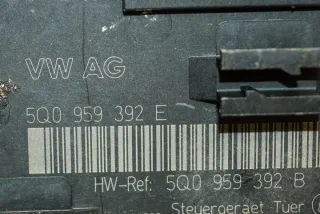 VW AG
5Q0 959 392 E
HW-Ref: 5Q0 959 392 B
Steuergeraet Tuer